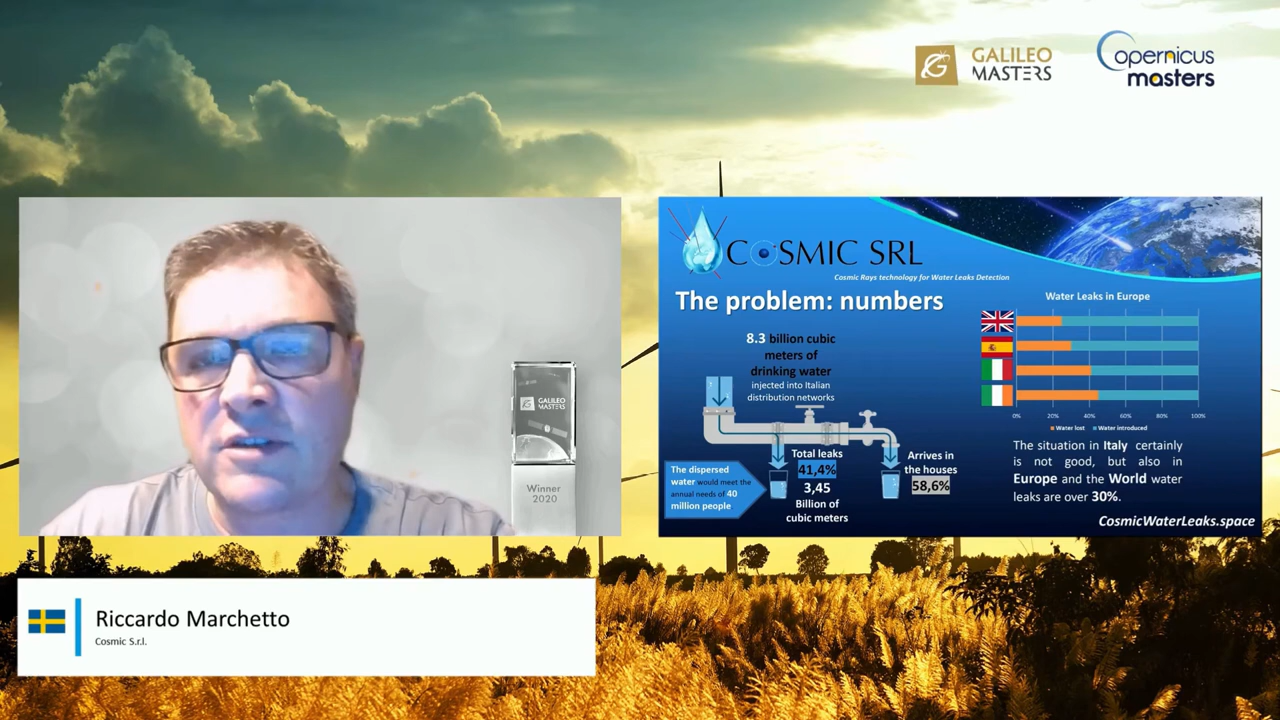 GALILEO
MASTERS
Copernicus
masters
GALILEO
MASTERS
Winner
2020
COSMIC SRL
Cosmic Rays technology for Water Leaks Detection
The problem: numbers
8.3 billion cubic
meters of
drinking water
injected into Italian
distribution networks
Total leaks
41,4%
3,45
Billion of
cubic meters
Arrives in
the houses
58,6%
The dispersed
water would meet the
annual needs of 40
million people
Water Leaks in Europe
0% 20% 40% 60% 80% 100%
Water lost Water introduced
The situation in Italy certainly
is not good, but also in
Europe and the World water
leaks are over 30%.
CosmicWaterLeaks.space
Riccardo Marchetto
Cosmic S.r.l.